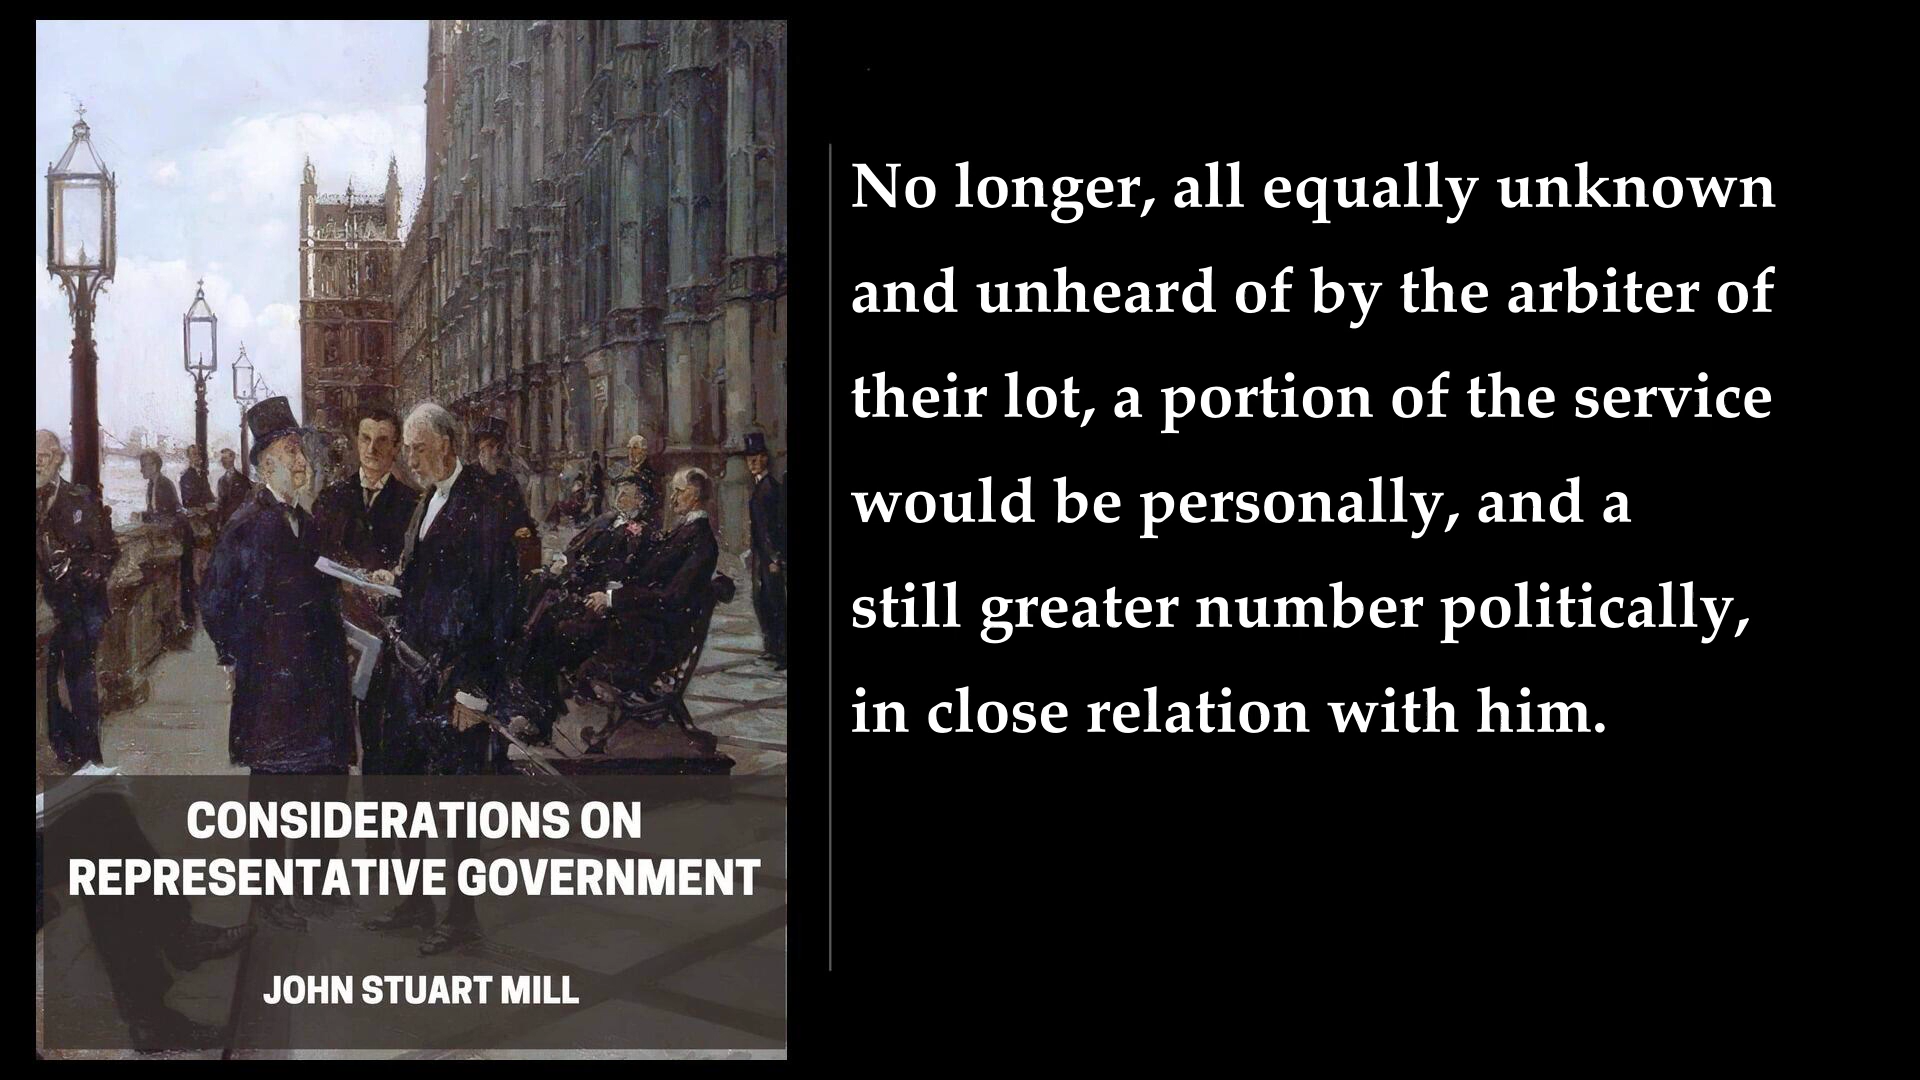 CONSIDERATIONS ON
REPRESENTATIVE GOVERNMENT
JOHN STUART MILL
No longer, all equally unknown
and unheard of by the arbiter of
their lot, a portion of the service
would be personally, and a
still greater number politically,
in close relation with him.